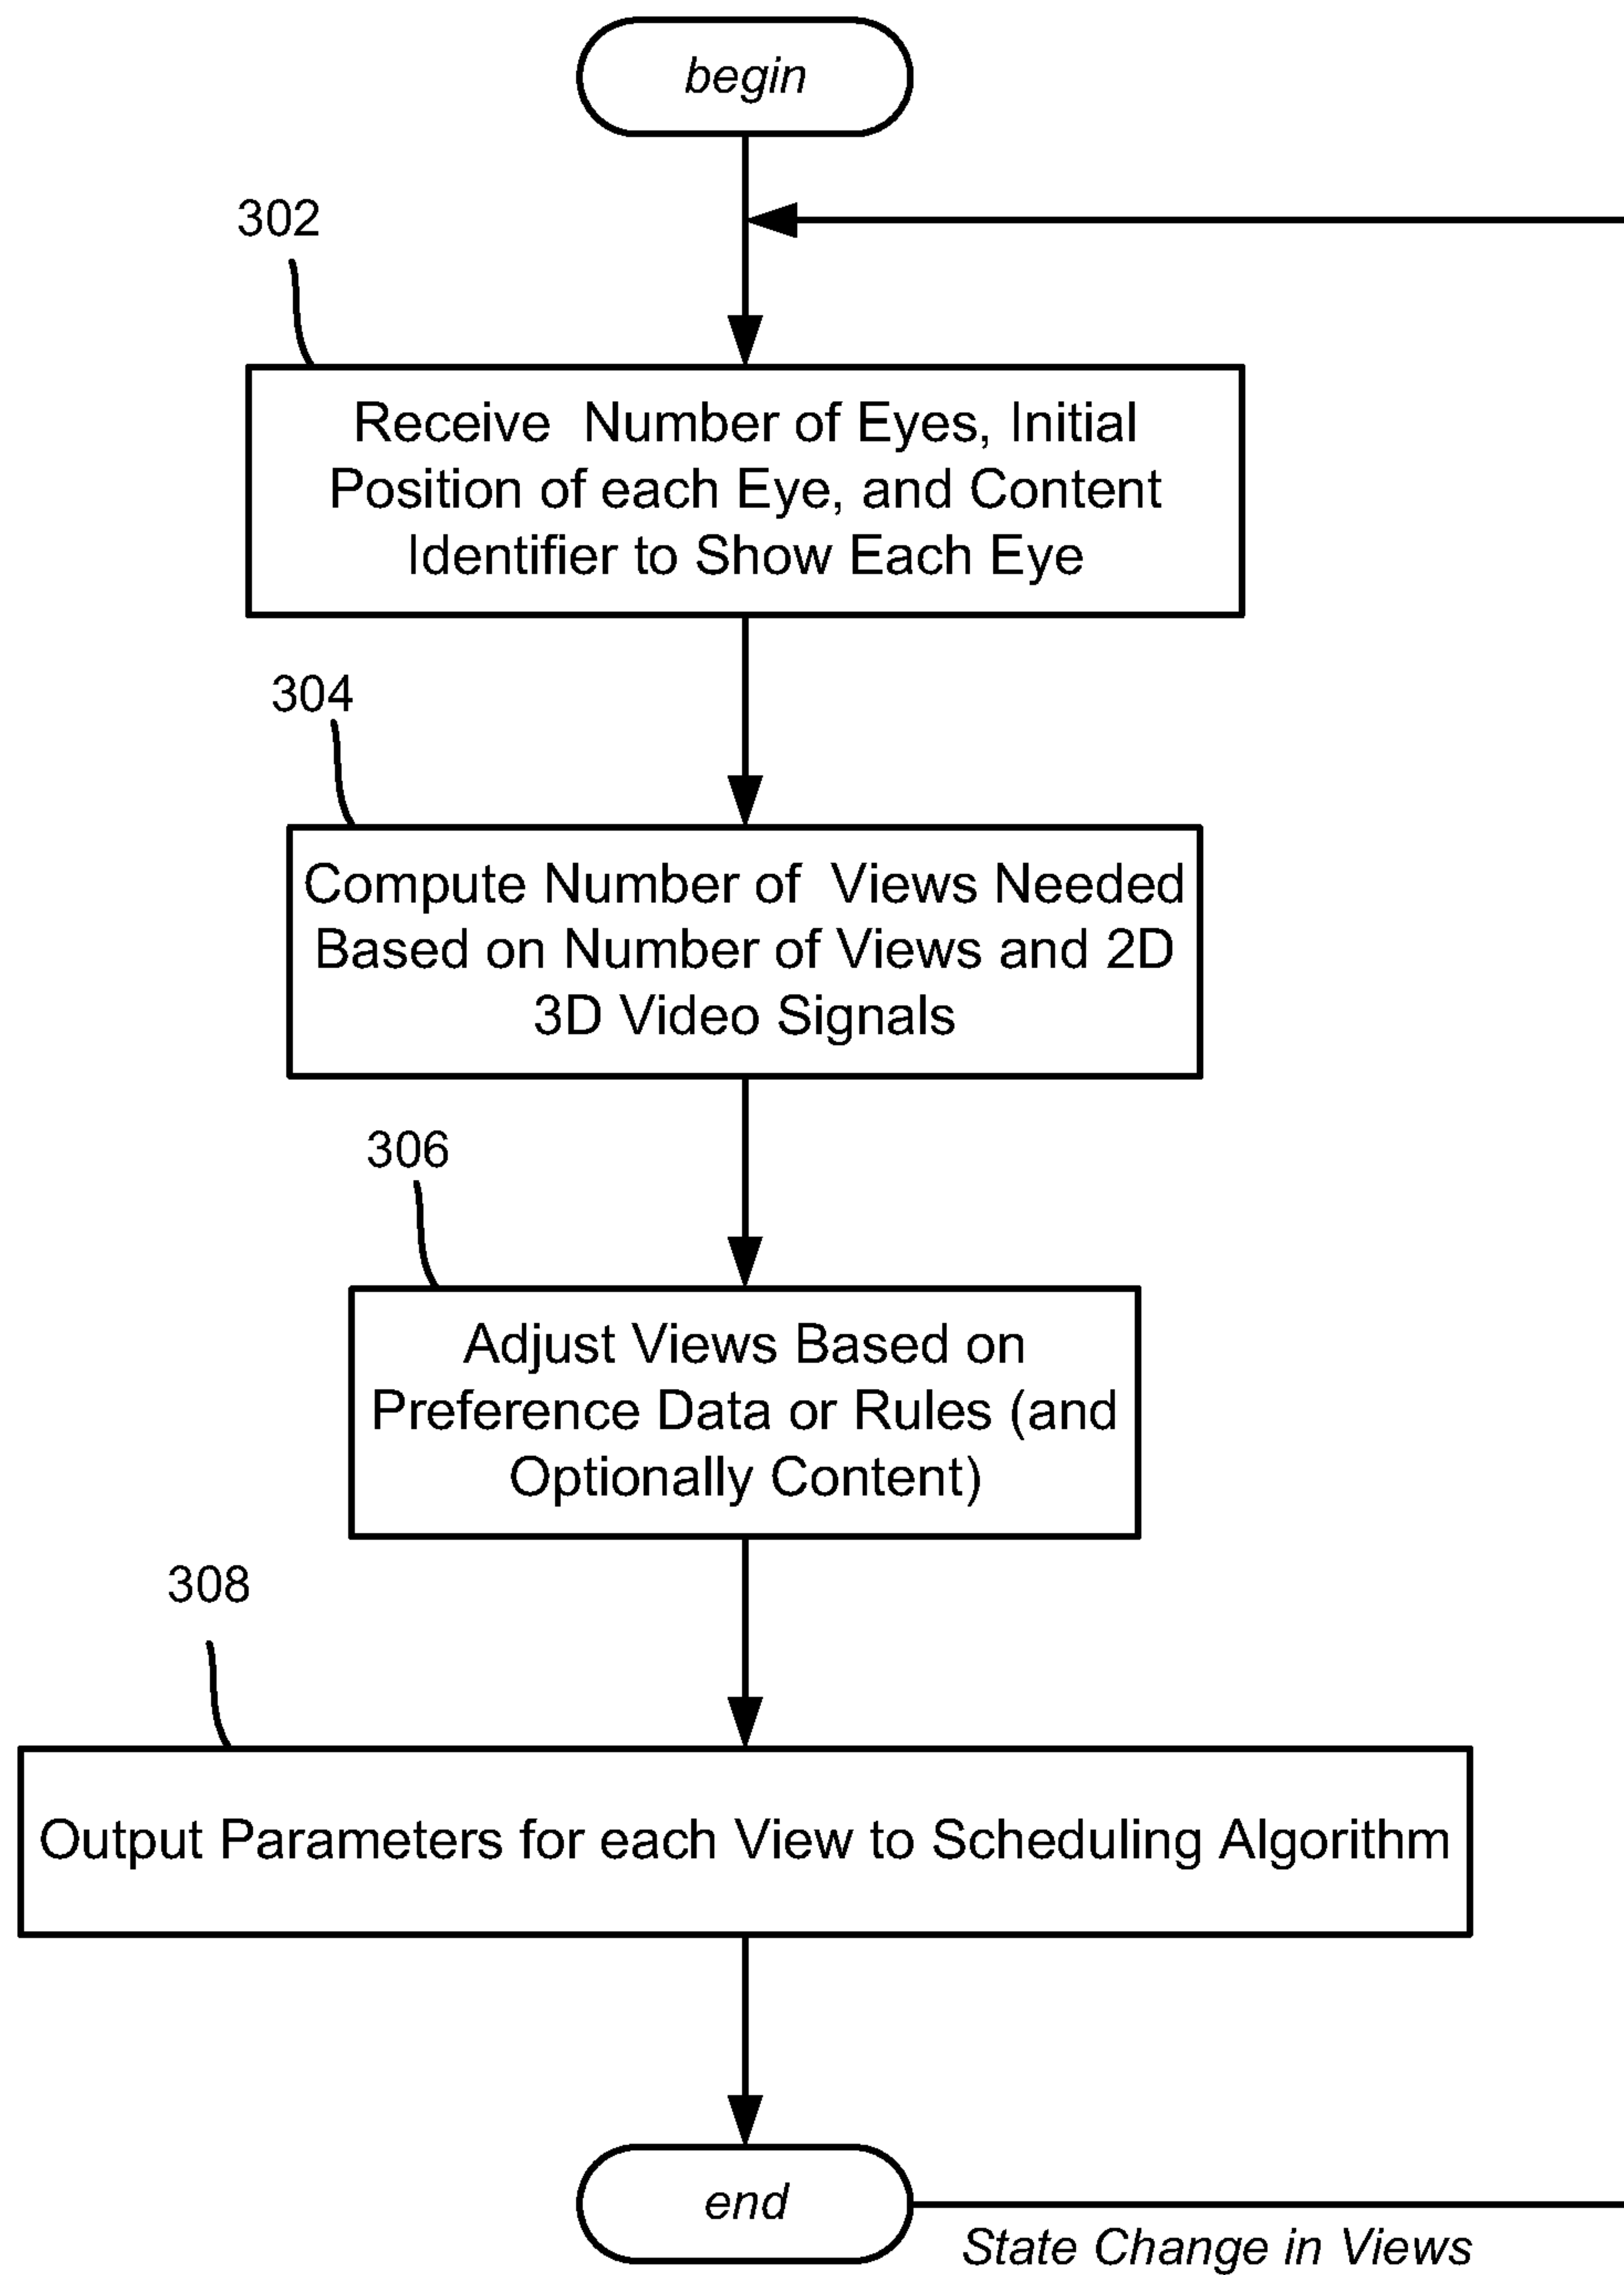 begin
302
Receive Number of Eyes, Initial
Position of each Eye, and Content
Identifier to Show Each Eye
304
Compute Number of Views Needed
Based on Number of Views and 2D
3D Video Signals
306
Adjust Views Based on
Preference Data or Rules (and
Optionally Content)
308
Output Parameters for each View to Scheduling Algorithm
end
State Change in Views